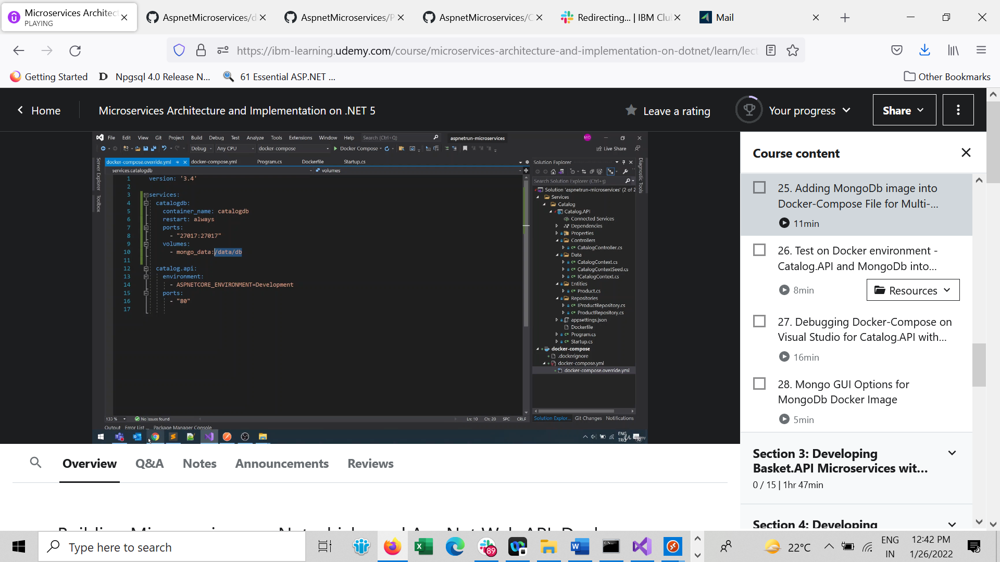 Microservices Architect
PLAYING
AspnetMicroservices/d
AspnetMicroservices/P
AspnetMicroservices/C
Redirecting... | IBM Clu
Mail
https://ibm-learning.udemy.com/course/microservices-architecture-and-implementation-on-dotnet/learn/lect
Getting Started
Npgsql 4.0 Release N...
61 Essential ASP.NET ...
Other Bookmarks
Home
Microservices Architecture and Implementation on .NET 5
Leave a rating
Your progress
Share
File Edit View Git Project Build Debug Test Analyze Tools Extensions Window Help Search (Ctrl+Q) aspnetrun-microservices MO
Debug Any CPU docker-compose Docker Compose Live Share
Server Explorer
Toolbox
docker-compose.override.yml docker-compose.yml Program.cs Dockerfile Startup.cs
services.catalogdb volumes
1 version: '3.4'
2
3 services:
4 catalogdb:
5 container_name: catalogdb
6 restart: always
7 ports:
8 - "27017:27017"
9 volumes:
10 - mongo_data:/data/db
11
12 catalog.api:
13 environment:
14 - ASPNETCORE_ENVIRONMENT=Development
15 ports:
16 - "80"
17
133 % No issues found Ln: 10 Ch: 20 SPC CRLF
Output Error List ... Package Manager Console
Solution Explorer
Search Solution Explorer (Ctrl+ş)
Solution 'aspnetrun-microservices' (2 of 2
Services
Catalog
Catalog.API
Connected Services
Dependencies
Properties
Controllers
CatalogController.cs
Data
CatalogContext.cs
CatalogContextSeed.cs
ICatalogContext.cs
Entities
Product.cs
Repositories
IProductRepository.cs
ProductRepository.cs
appsettings.json
Dockerfile
Program.cs
Startup.cs
docker-compose
.dockerignore
docker-compose.yml
docker-compose.override.yml
Solution Explor... Git Changes Notifications
Diagnostic Tools
ENG
TRQ
Course content
25. Adding MongoDb image into
Docker-Compose File for Multi-...
11min
26. Test on Docker environment -
Catalog.API and MongoDb into...
8min
Resources
27. Debugging Docker-Compose on
Visual Studio for Catalog.API with...
16min
28. Mongo GUI Options for
MongoDb Docker Image
5min
Section 3: Developing
Basket.API Microservices wit...
0 / 15 | 1hr 47min
Section 4: Developing
Overview Q&A Notes Announcements Reviews
Type here to search
89
22°C
ENG
IN
12:42 PM
1/26/2022